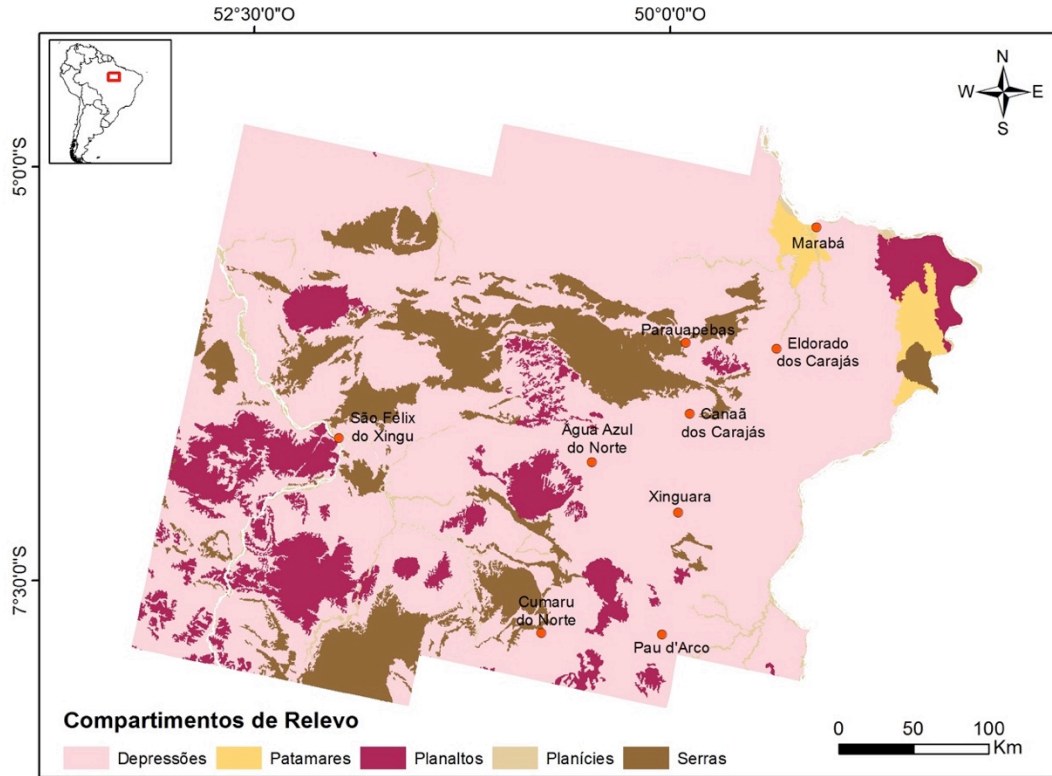 52°30'0"O
50°0'0"O
N
W
E
S
5°0'0"S
Marabá
Parauapebas
Eldorado
dos Carajás
São Félix
do Xingu
Canaã
dos Carajás
Água Azul
do Norte
Xinguara
7°30'0"S
Cumaru
do Norte
Pau d'Arco
Compartimentos de Relevo
Depressões
Patamares
Planaltos
Planícies
Serras
0
50
100
Km